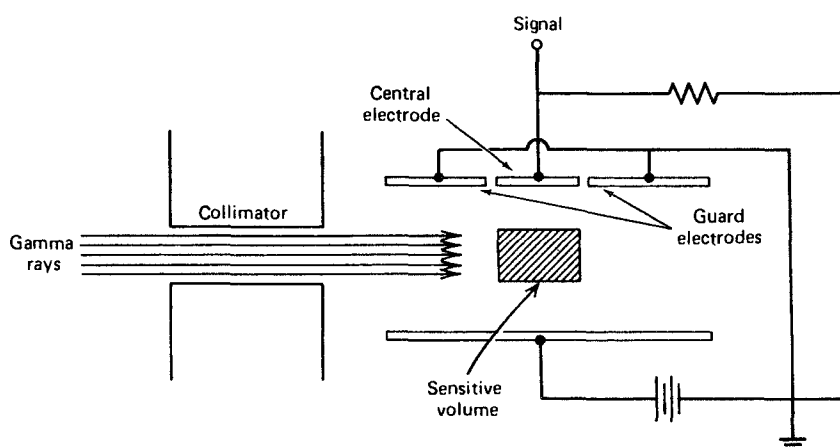 Signal
Central
electrode
Collimator
Gamma
rays
Guard
electrodes
Sensitive
volume